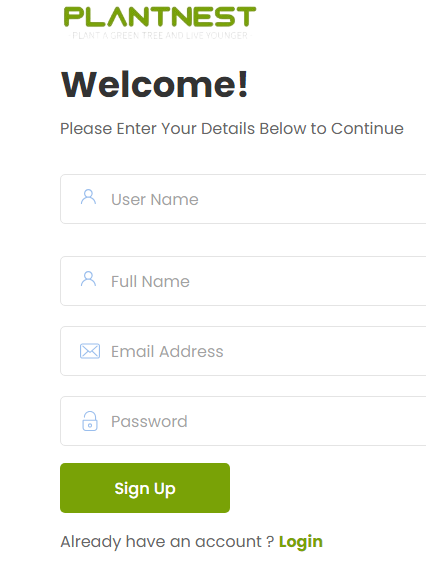 PLANTNEST
PLANT A GREEN TREE AND LIVE YOUNGER
Welcome!
Please Enter Your Details Below to Continue
User Name
Full Name
Email Address
Password
Sign Up
Already have an account ? Login